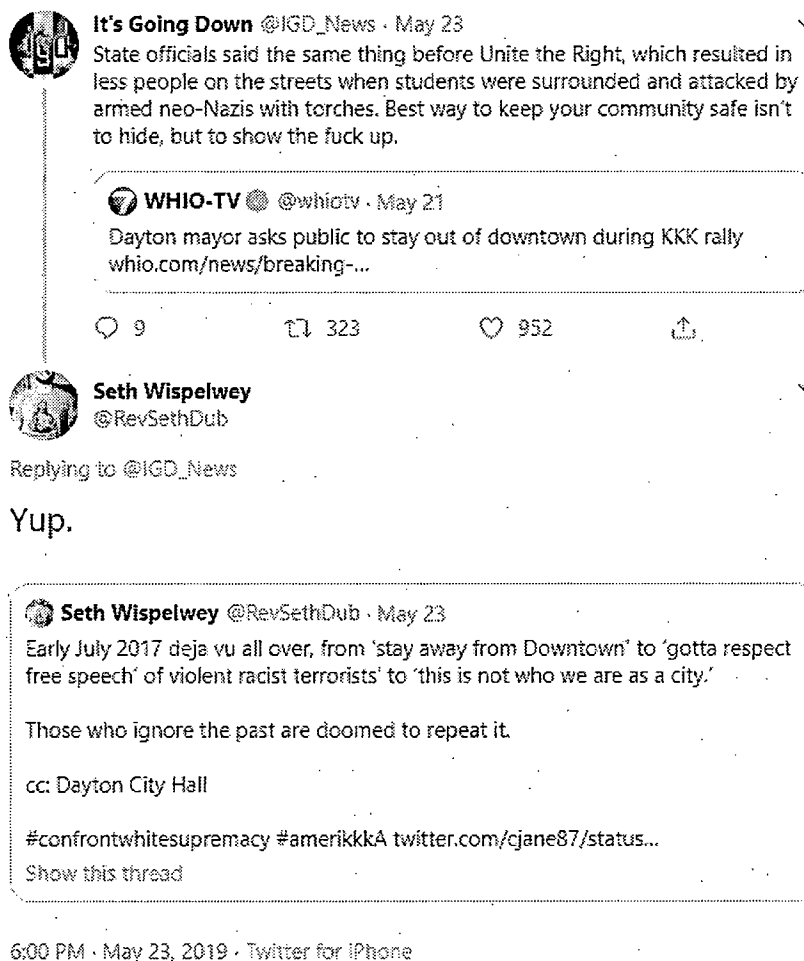 It's Going Down @IGD_News · May 23
State officials said the same thing before Unite the Right, which resulted in
less people on the streets when students were surrounded and attacked by
armed neo-Nazis with torches. Best way to keep your community safe isn't
to hide, but to show the fuck up.
WHIO-TV @whiotv · May 21
Dayton mayor asks public to stay out of downtown during KKK rally
whio.com/news/breaking-...
9 323 952
Seth Wispelwey
@RevSethDub
Replying to @IGD_News
Yup.
Seth Wispelwey @RevSethDub · May 23
Early July 2017 deja vu all over, from 'stay away from Downtown' to 'gotta respect
free speech' of violent racist terrorists' to 'this is not who we are as a city.'
Those who ignore the past are doomed to repeat it.
cc: Dayton City Hall
#confrontwhitesupremacy #amerikkkA twitter.com/cjane87/status...
Show this thread
6:00 PM · May 23, 2019 · Twitter for iPhone